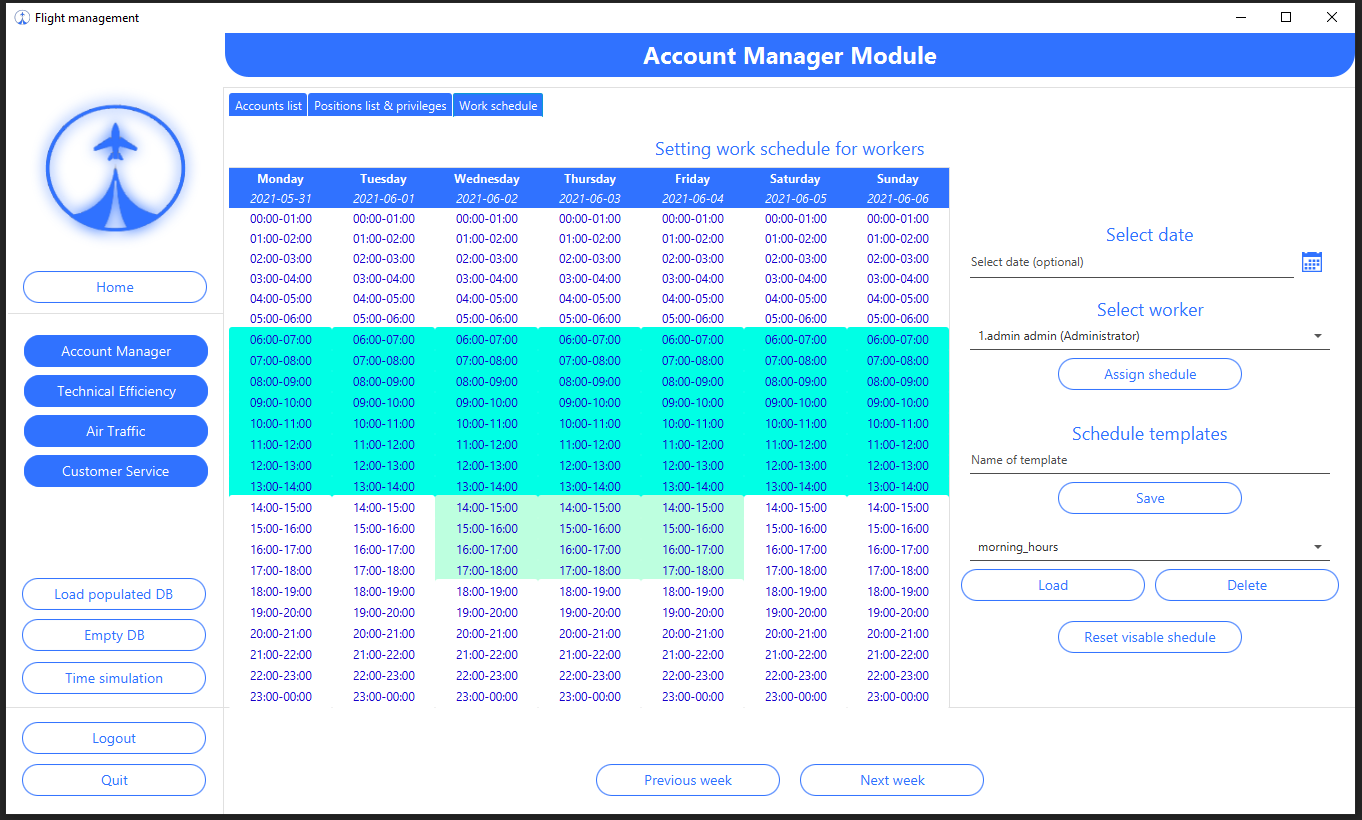 Flight management
Account Manager Module
Accounts list Positions list & privileges Work schedule
Setting work schedule for workers
Monday Tuesday Wednesday Thursday Friday Saturday Sunday
2021-05-31 2021-06-01 2021-06-02 2021-06-03 2021-06-04 2021-06-05 2021-06-06
00:00-01:00 00:00-01:00 00:00-01:00 00:00-01:00 00:00-01:00 00:00-01:00 00:00-01:00
01:00-02:00 01:00-02:00 01:00-02:00 01:00-02:00 01:00-02:00 01:00-02:00 01:00-02:00
02:00-03:00 02:00-03:00 02:00-03:00 02:00-03:00 02:00-03:00 02:00-03:00 02:00-03:00
03:00-04:00 03:00-04:00 03:00-04:00 03:00-04:00 03:00-04:00 03:00-04:00 03:00-04:00
04:00-05:00 04:00-05:00 04:00-05:00 04:00-05:00 04:00-05:00 04:00-05:00 04:00-05:00
05:00-06:00 05:00-06:00 05:00-06:00 05:00-06:00 05:00-06:00 05:00-06:00 05:00-06:00
06:00-07:00 06:00-07:00 06:00-07:00 06:00-07:00 06:00-07:00 06:00-07:00 06:00-07:00
07:00-08:00 07:00-08:00 07:00-08:00 07:00-08:00 07:00-08:00 07:00-08:00 07:00-08:00
08:00-09:00 08:00-09:00 08:00-09:00 08:00-09:00 08:00-09:00 08:00-09:00 08:00-09:00
09:00-10:00 09:00-10:00 09:00-10:00 09:00-10:00 09:00-10:00 09:00-10:00 09:00-10:00
10:00-11:00 10:00-11:00 10:00-11:00 10:00-11:00 10:00-11:00 10:00-11:00 10:00-11:00
11:00-12:00 11:00-12:00 11:00-12:00 11:00-12:00 11:00-12:00 11:00-12:00 11:00-12:00
12:00-13:00 12:00-13:00 12:00-13:00 12:00-13:00 12:00-13:00 12:00-13:00 12:00-13:00
13:00-14:00 13:00-14:00 13:00-14:00 13:00-14:00 13:00-14:00 13:00-14:00 13:00-14:00
14:00-15:00 14:00-15:00 14:00-15:00 14:00-15:00 14:00-15:00 14:00-15:00 14:00-15:00
15:00-16:00 15:00-16:00 15:00-16:00 15:00-16:00 15:00-16:00 15:00-16:00 15:00-16:00
16:00-17:00 16:00-17:00 16:00-17:00 16:00-17:00 16:00-17:00 16:00-17:00 16:00-17:00
17:00-18:00 17:00-18:00 17:00-18:00 17:00-18:00 17:00-18:00 17:00-18:00 17:00-18:00
18:00-19:00 18:00-19:00 18:00-19:00 18:00-19:00 18:00-19:00 18:00-19:00 18:00-19:00
19:00-20:00 19:00-20:00 19:00-20:00 19:00-20:00 19:00-20:00 19:00-20:00 19:00-20:00
20:00-21:00 20:00-21:00 20:00-21:00 20:00-21:00 20:00-21:00 20:00-21:00 20:00-21:00
21:00-22:00 21:00-22:00 21:00-22:00 21:00-22:00 21:00-22:00 21:00-22:00 21:00-22:00
22:00-23:00 22:00-23:00 22:00-23:00 22:00-23:00 22:00-23:00 22:00-23:00 22:00-23:00
23:00-00:00 23:00-00:00 23:00-00:00 23:00-00:00 23:00-00:00 23:00-00:00 23:00-00:00
Select date
Select date (optional)
Select worker
1.admin admin (Administrator)
Assign shedule
Schedule templates
Name of template
Save
morning_hours
Load Delete
Reset visable shedule
Home
Account Manager
Technical Efficiency
Air Traffic
Customer Service
Load populated DB
Empty DB
Time simulation
Logout
Quit
Previous week Next week